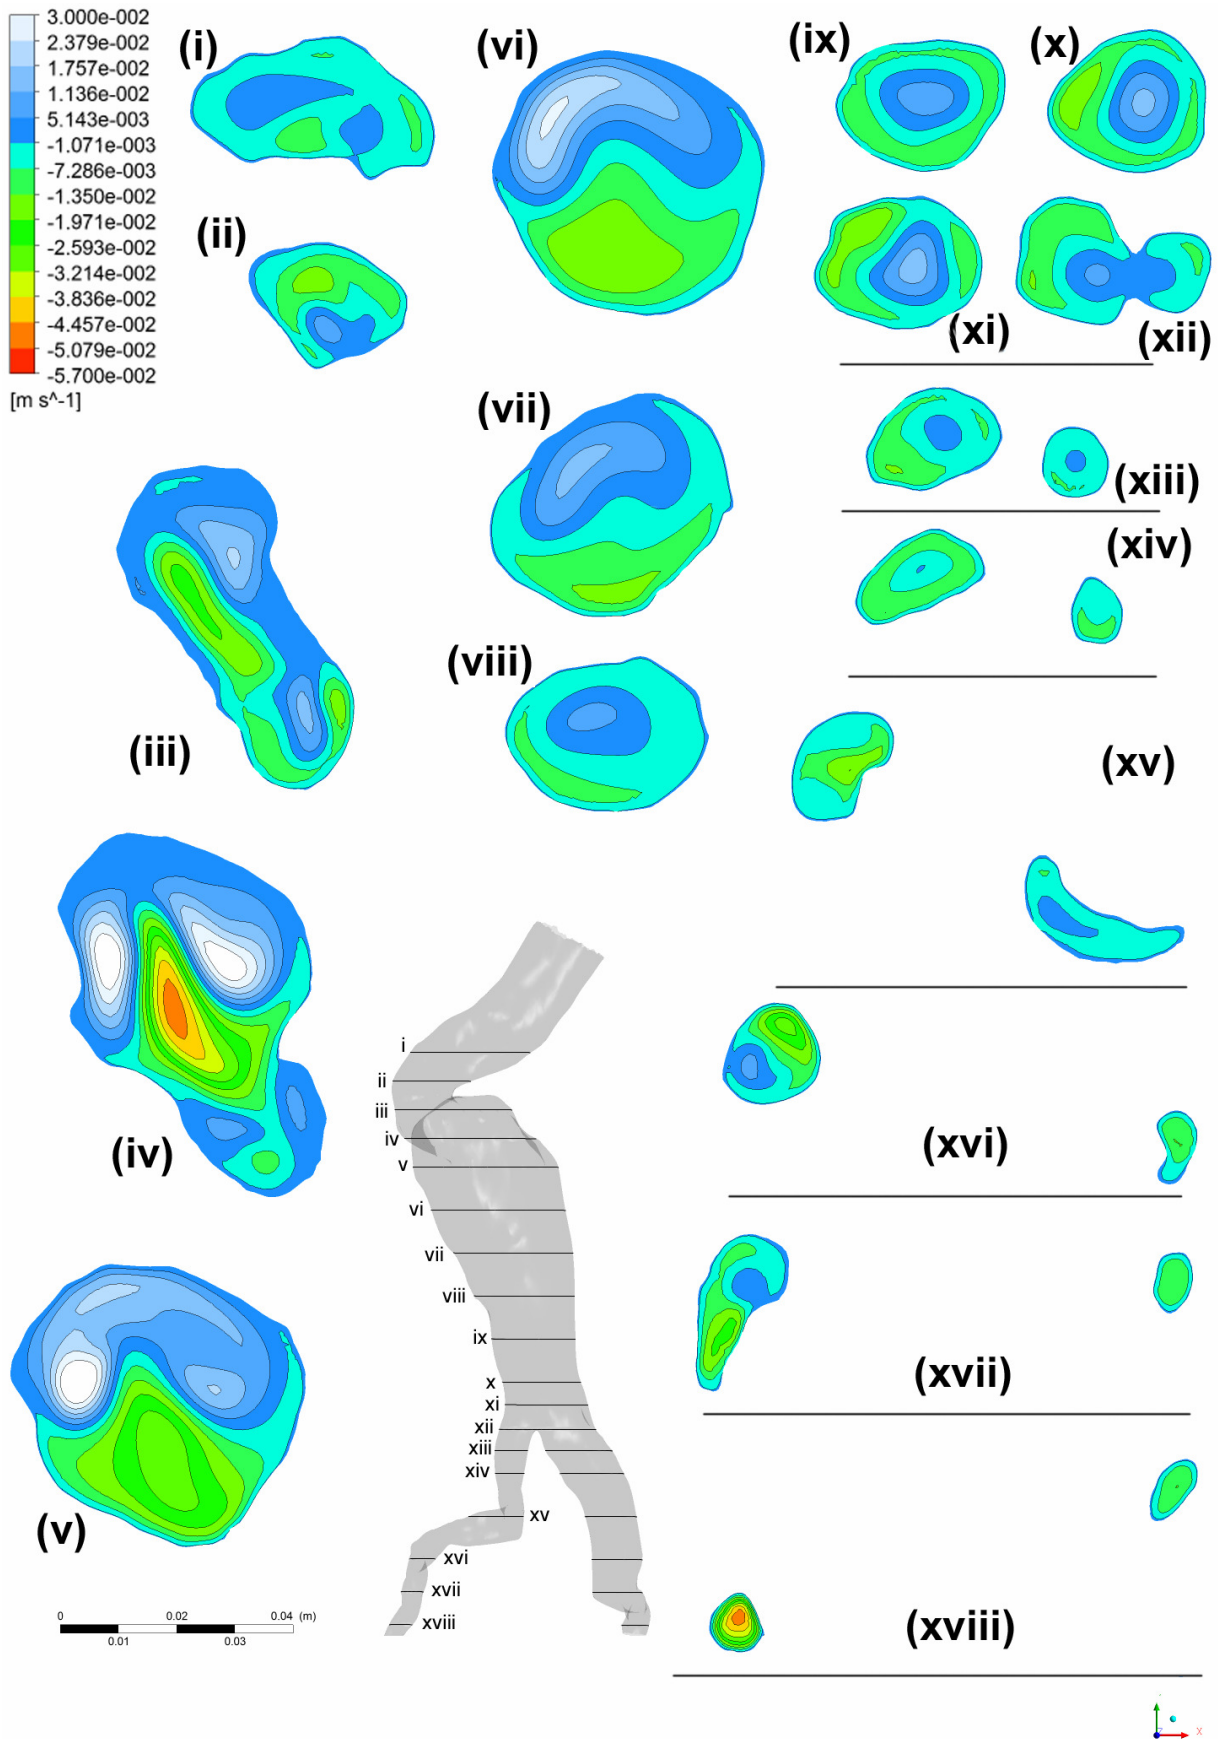 3.000e-002
2.379e-002
1.757e-002
1.136e-002
5.143e-003
-1.071e-003
-7.286e-003
-1.350e-002
-1.971e-002
-2.593e-002
-3.214e-002
-3.836e-002
-4.457e-002
-5.079e-002
-5.700e-002
[m s^-1]
(i)
(ii)
(iii)
(iv)
(v)
(vi)
(vii)
(viii)
(ix)
(x)
(xi)
(xii)
(xiii)
(xiv)
(xv)
(xvi)
(xvii)
(xviii)
i
ii
iii
iv
v
vi
vii
viii
ix
x
xi
xii
xiii
xiv
xv
xvi
xvii
xviii
0 0.02 0.04 (m)
0.01 0.03
X